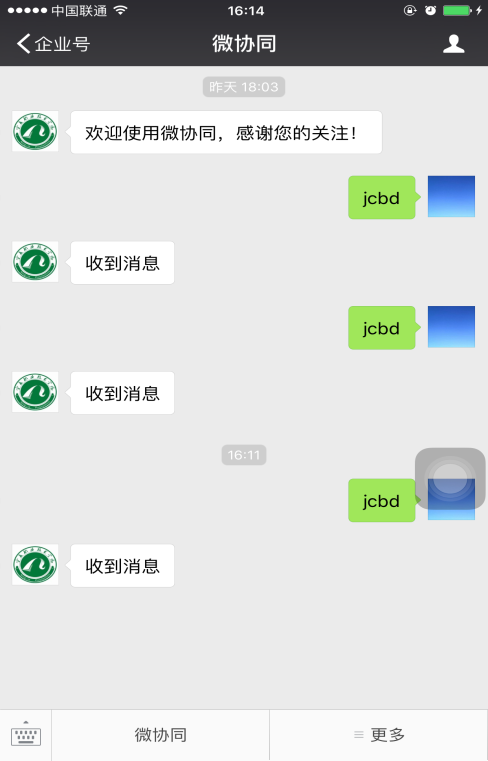 中国联通 16:14
企业号 微协同
昨天 18:03
欢迎使用微协同，感谢您的关注！
jcbd
收到消息
jcbd
收到消息
16:11
jcbd
收到消息
微协同 更多